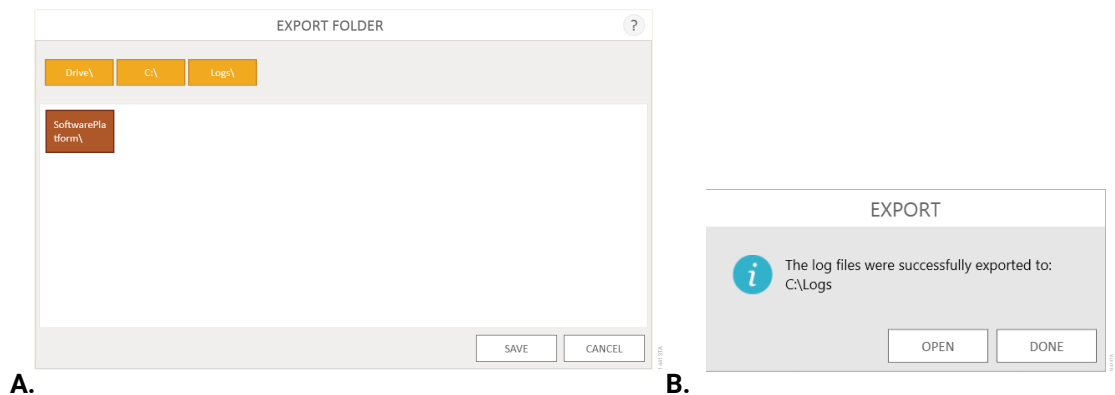 EXPORT FOLDER
?
Drive\ C:\ Logs\
SoftwarePla
tform\
SAVE CANCEL
A.
EXPORT
i
The log files were successfully exported to:
C:\Logs
OPEN DONE
B.